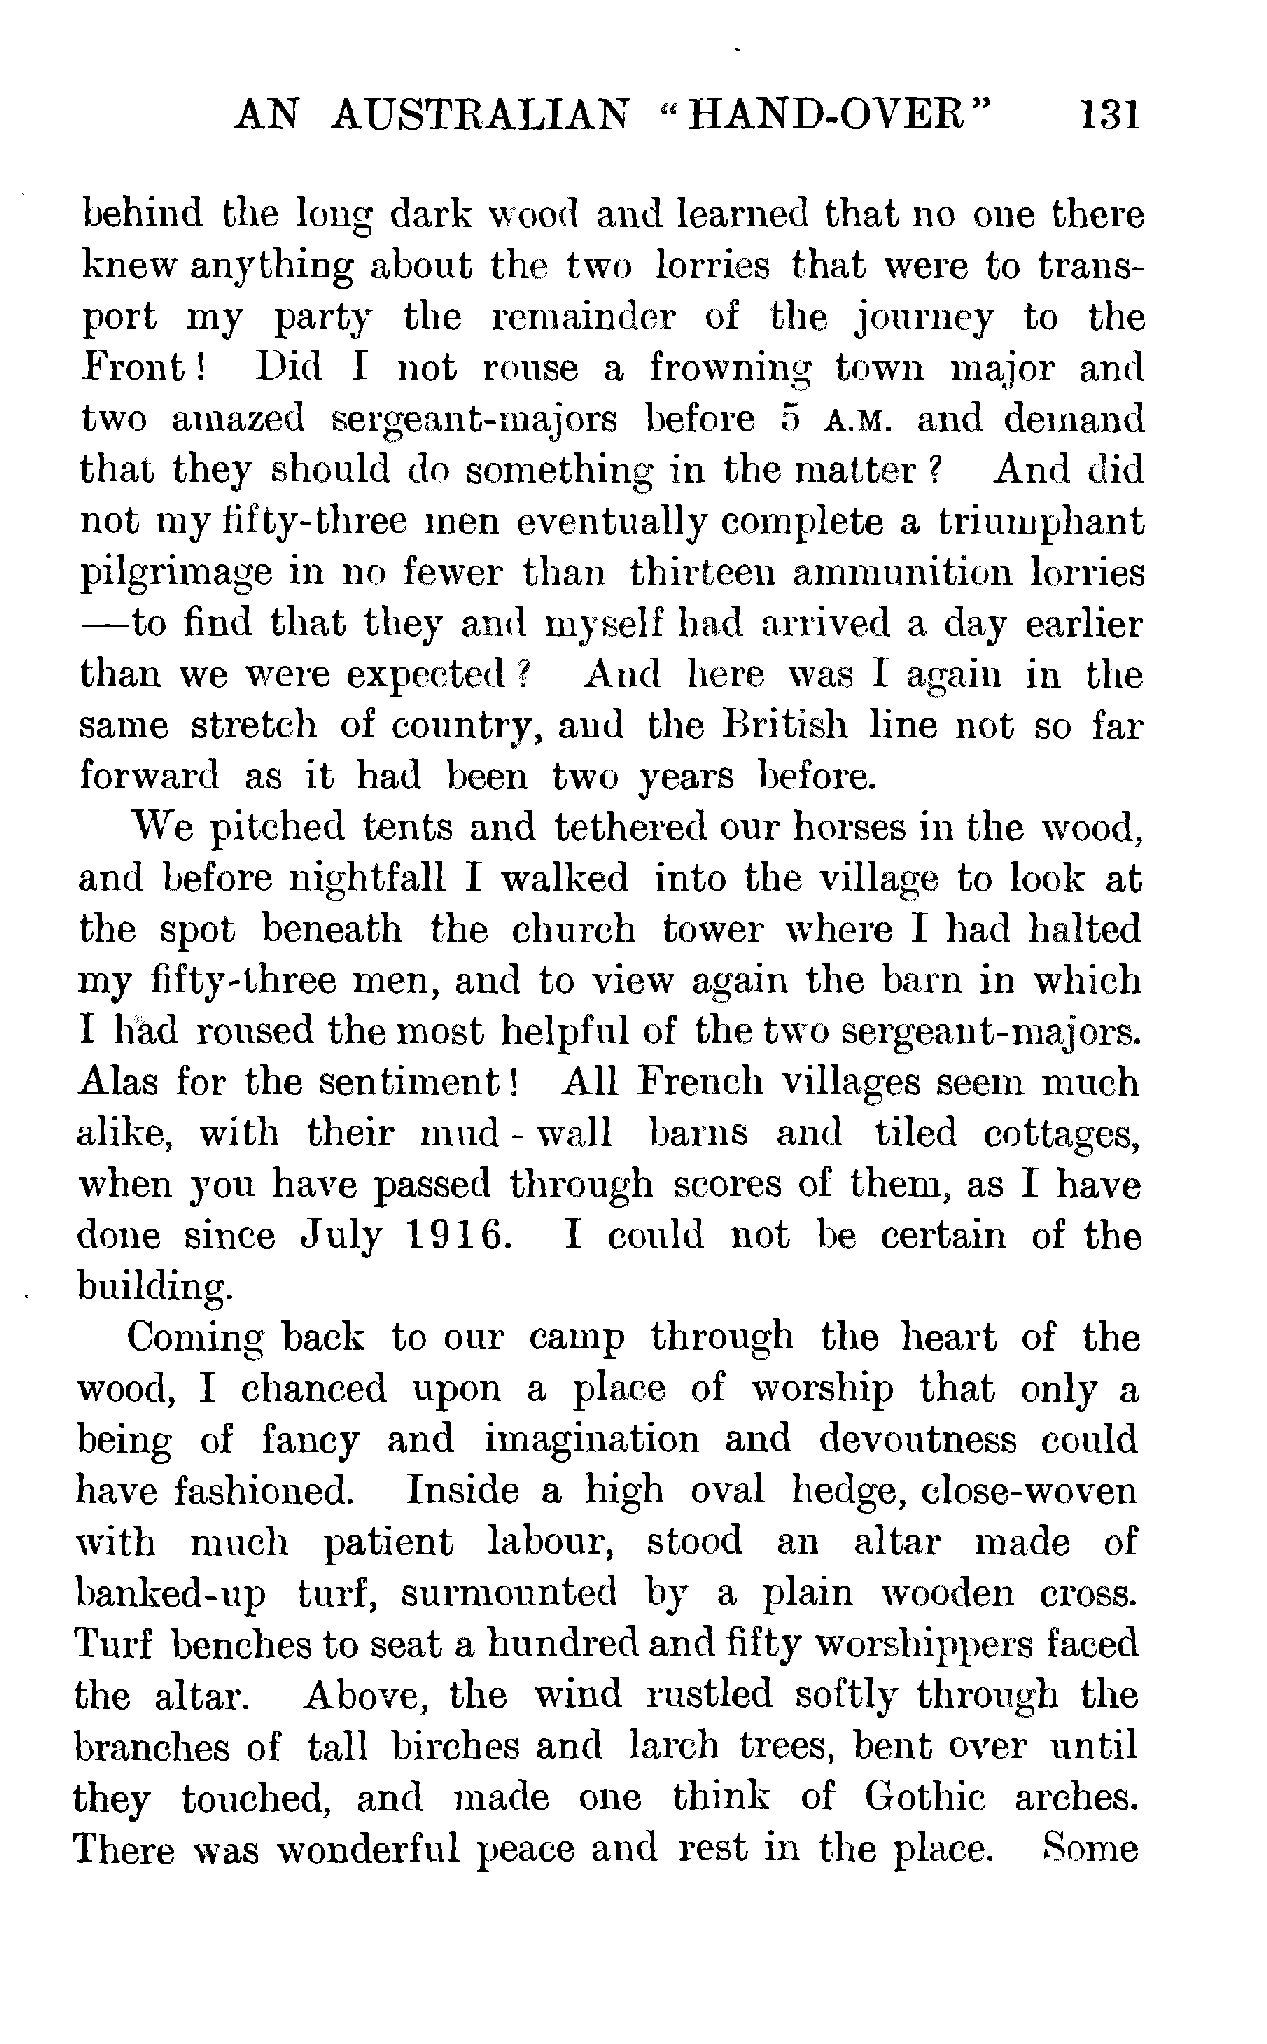 AN AUSTRALIAN “HAND-OVER” 131
behind the long dark wood and learned that no one there
knew anything about the two lorries that were to trans-
port my party the remainder of the journey to the
Front! Did I not rouse a frowning town major and
two amazed sergeant-majors before 5 A.M. and demand
that they should do something in the matter? And did
not my fifty-three men eventually complete a triumphant
pilgrimage in no fewer than thirteen ammunition lorries
—to find that they and myself had arrived a day earlier
than we were expected? And here was I again in the
same stretch of country, and the British line not so far
forward as it had been two years before.
We pitched tents and tethered our horses in the wood,
and before nightfall I walked into the village to look at
the spot beneath the church tower where I had halted
my fifty-three men, and to view again the barn in which
I had roused the most helpful of the two sergeant-majors.
Alas for the sentiment! All French villages seem much
alike, with their mud-wall barns and tiled cottages,
when you have passed through scores of them, as I have
done since July 1916. I could not be certain of the
building.
Coming back to our camp through the heart of the
wood, I chanced upon a place of worship that only a
being of fancy and imagination and devoutness could
have fashioned. Inside a high oval hedge, close-woven
with much patient labour, stood an altar made of
banked-up turf, surmounted by a plain wooden cross.
Turf benches to seat a hundred and fifty worshippers faced
the altar. Above, the wind rustled softly through the
branches of tall birches and larch trees, bent over until
they touched, and made one think of Gothic arches.
There was wonderful peace and rest in the place. Some